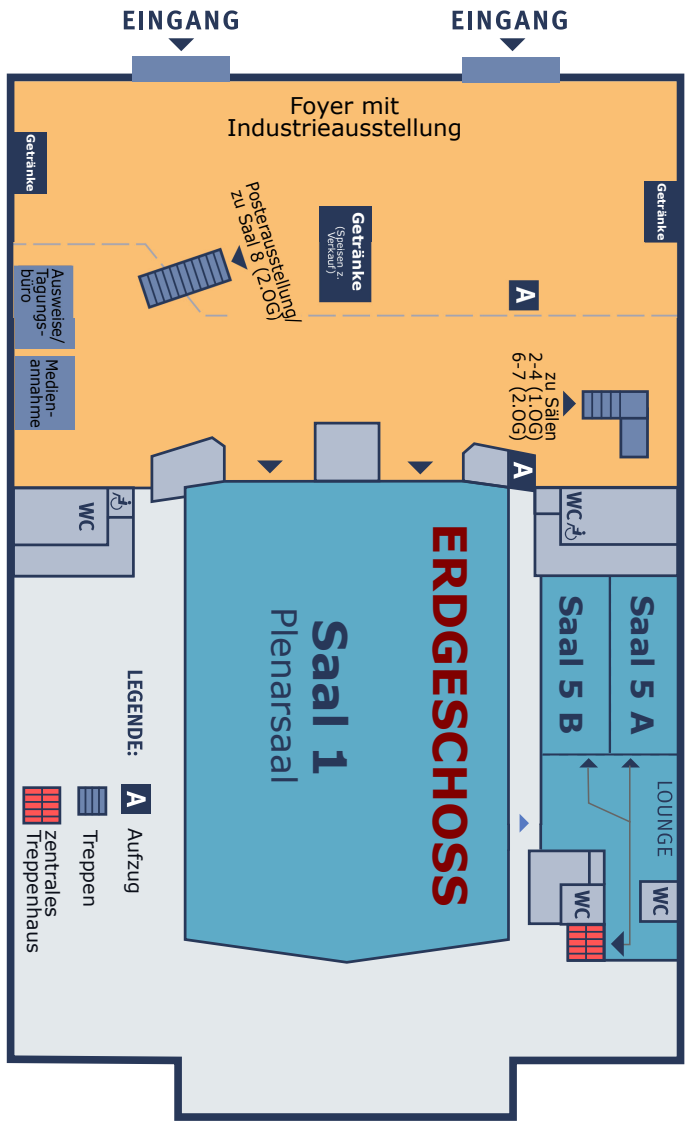 EINGANG
EINGANG
Foyer mit
Industrieausstellung
Getränke
Getränke
Posterausstellung/
zu Saal 8 (2.OG)
Getränke
(Speisen z.
Verkauf)
A
Ausweise/
Tagungs-
büro
Medien-
annahme
zu Sälen
2-4 (1.OG)
6-7 (2.OG)
A
WC
WC
ERDGESCHOSS
Saal 1
Plenarsaal
Saal 5 A
Saal 5 B
LOUNGE
WC
WC
LEGENDE:
A Aufzug
Treppen
zentrales
Treppenhaus